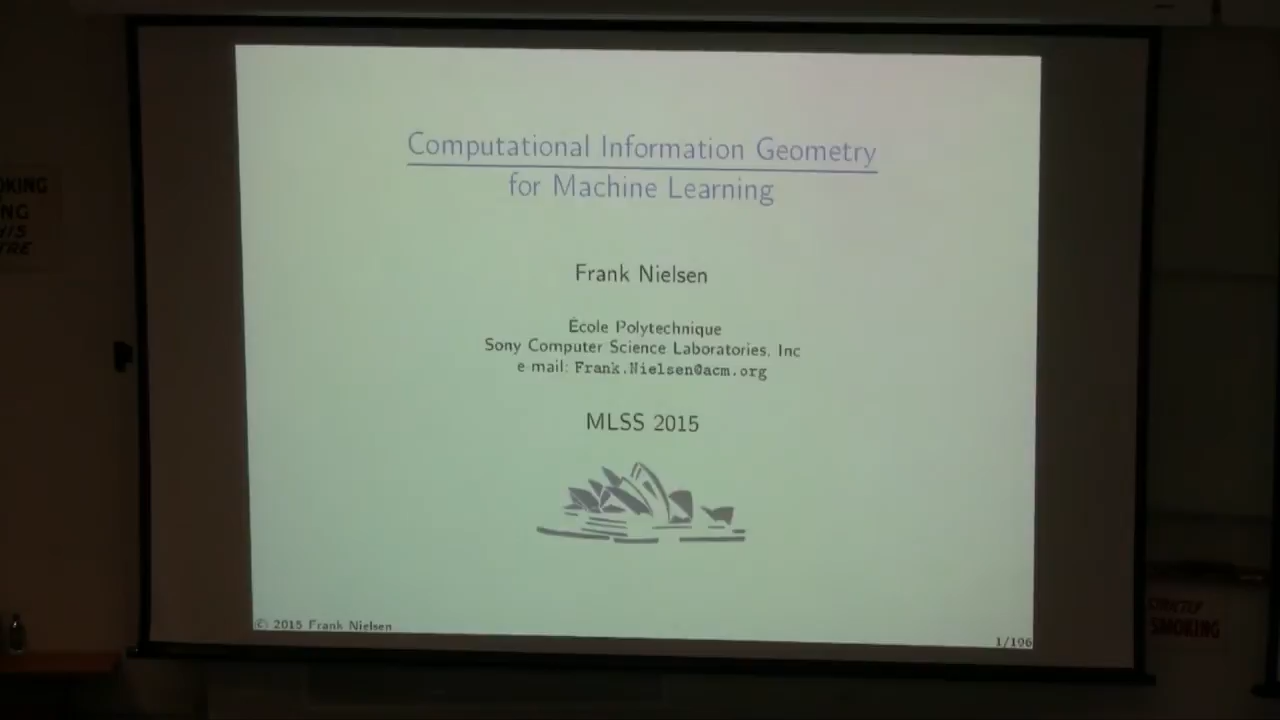 Computational Information Geometry
for Machine Learning
Frank Nielsen
École Polytechnique
Sony Computer Science Laboratories, Inc
e-mail: Frank.Nielsen@acm.org
MLSS 2015
© 2015 Frank Nielsen
1/196
STRICTLY
SMOKING